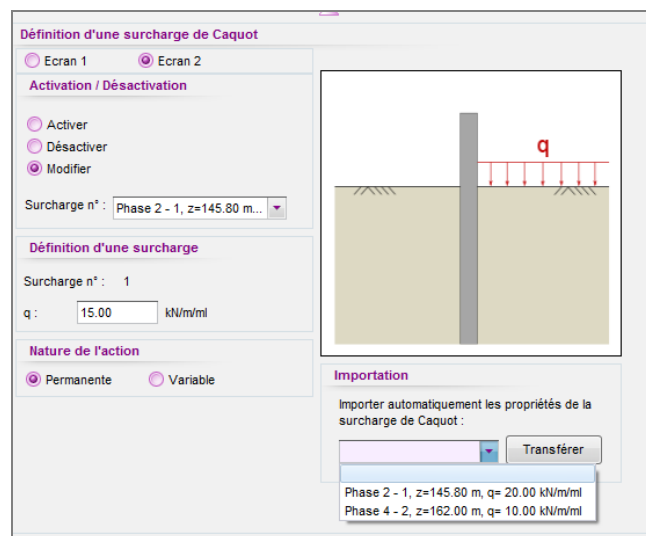 Définition d'une surcharge de Caquot
Ecran 1 Ecran 2
Activation / Désactivation
Activer
Désactiver
Modifier
Surcharge n° : Phase 2 - 1, z=145.80 m...
Définition d'une surcharge
Surcharge n° : 1
q : 15.00 kN/m/ml
Nature de l'action
Permanente Variable
q
Importation
Importer automatiquement les propriétés de la
surcharge de Caquot :
Transférer
Phase 2 - 1, z=145.80 m, q= 20.00 kN/m/ml
Phase 4 - 2, z=162.00 m, q= 10.00 kN/m/ml